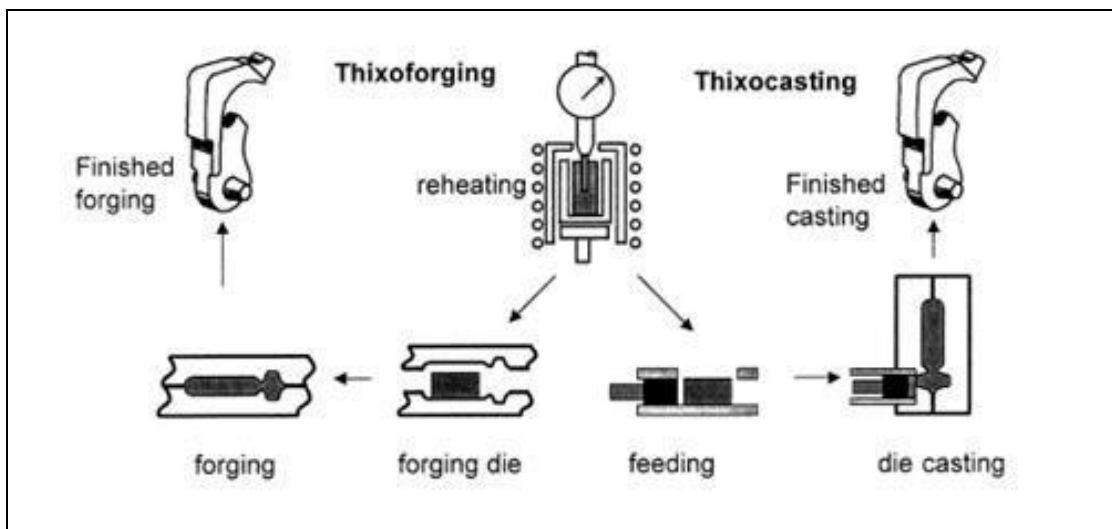 Thixoforging
Thixocasting
Finished
forging
reheating
Finished
casting
forging
forging die
feeding
die casting